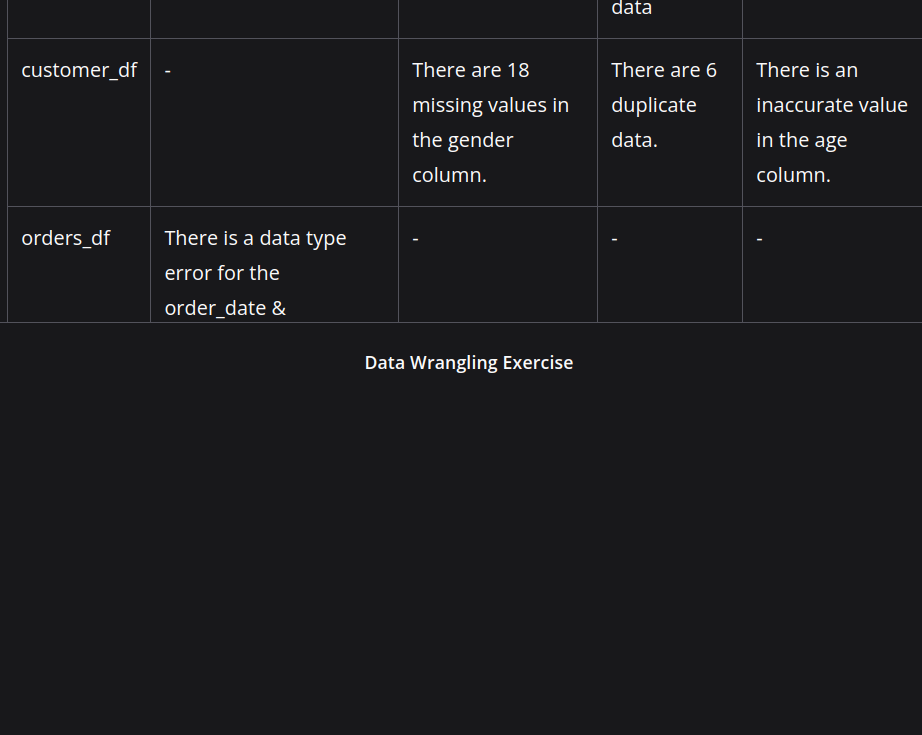 data
customer_df
-
There are 18
missing values in
the gender
column.
There are 6
duplicate
data.
There is an
inaccurate value
in the age
column.
orders_df
There is a data type
error for the
order_date &
-
-
-
Data Wrangling Exercise